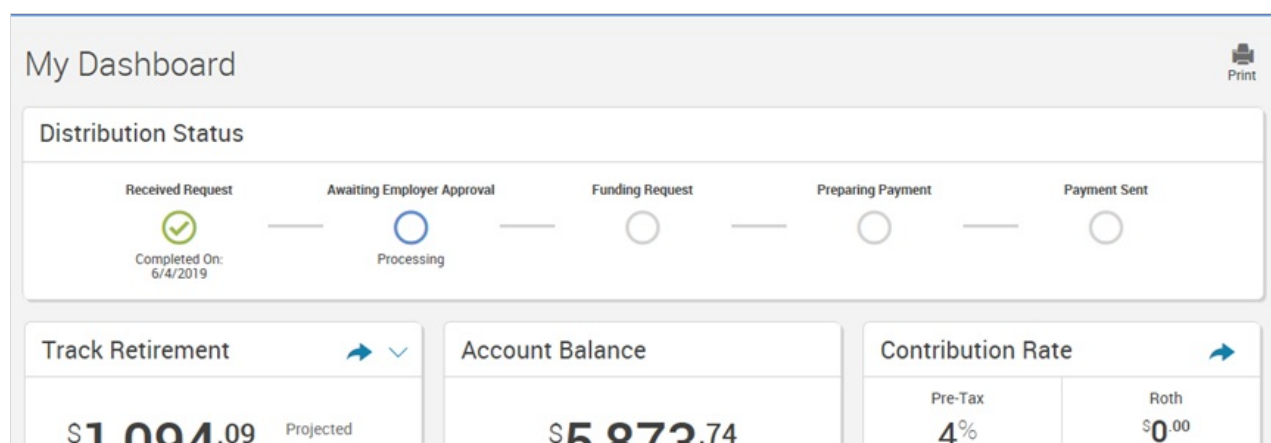 My Dashboard
Print
Distribution Status
Received Request Awaiting Employer Approval Funding Request Preparing Payment Payment Sent
Completed On: Processing
6/4/2019
Track Retirement Account Balance Contribution Rate
Pre-Tax Roth
$1,094.09 Projected $5,873.74 4% $0.00